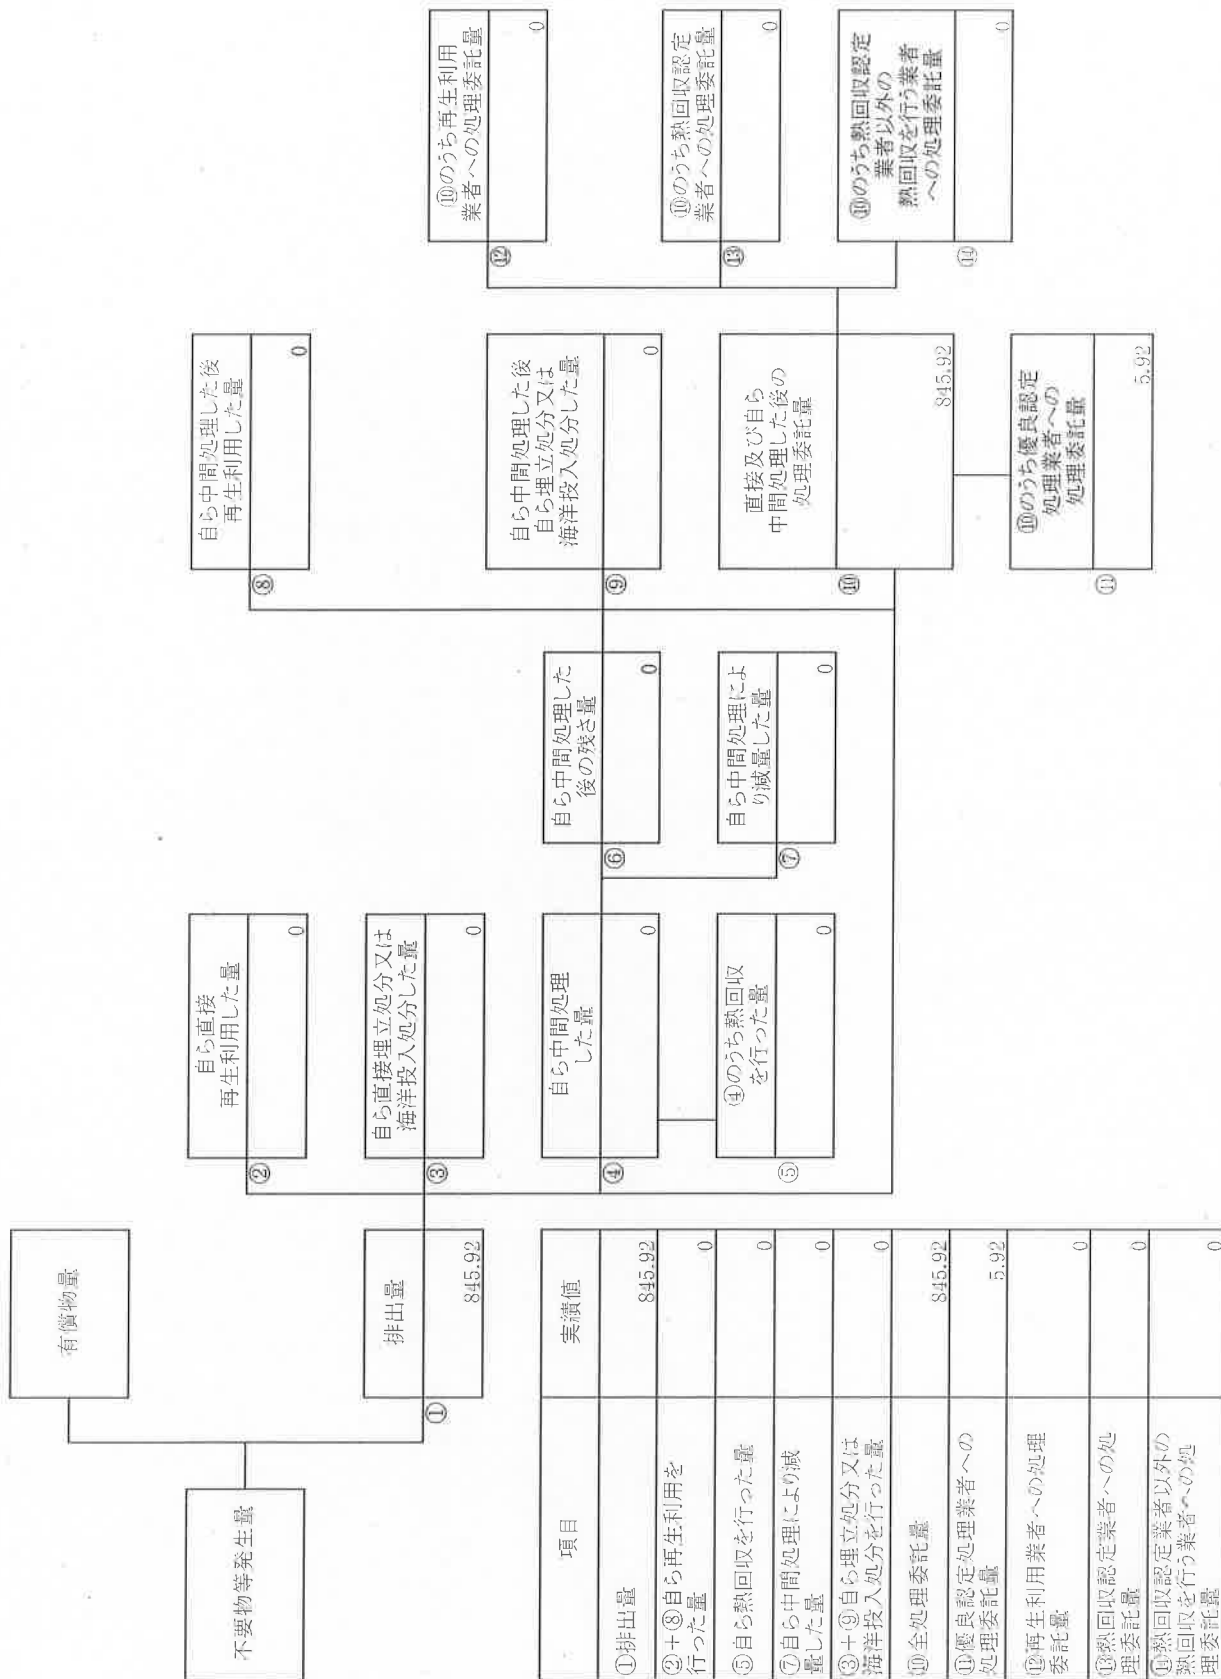 不要物等発生量
有償物量
①
排出量
845.92
②
自ら直接
再生利用した量
0
③
自ら直接埋立処分又は
海洋投入処分した量
0
④
自ら中間処理
した量
0
⑤
④のうち熱回収
を行った量
0
⑥
自ら中間処理した
後の残さ量
0
⑦
自ら中間処理によ
り減量した量
0
⑧
自ら中間処理した後
再生利用した量
0
⑨
自ら中間処理した後
自ら埋立処分又は
海洋投入処分した量
0
⑩
直接及び自ら
中間処理した後の
処理委託量
845.92
⑪
⑩のうち優良認定
処理業者への
処理委託量
5.92
⑫
⑩のうち再生利用
業者への処理委託量
0
⑬
⑩のうち熱回収認定
業者への処理委託量
0
⑭
⑩のうち熱回収認定
業者以外の
熱回収を行う業者
への処理委託量
0
項目
実績値
①排出量
845.92
②+⑧自ら再生利用を
行った量
0
⑤自ら熱回収を行った量
0
⑦自ら中間処理により減
量した量
0
③+⑨自ら埋立処分又は
海洋投入処分を行った量
0
⑩全処理委託量
845.92
⑪優良認定処理業者への
処理委託量
5.92
⑫再生利用業者への処理
委託量
0
⑬熱回収認定業者への処
理委託量
0
⑭熱回収認定業者以外の
熱回収を行う業者への処
理委託量
0